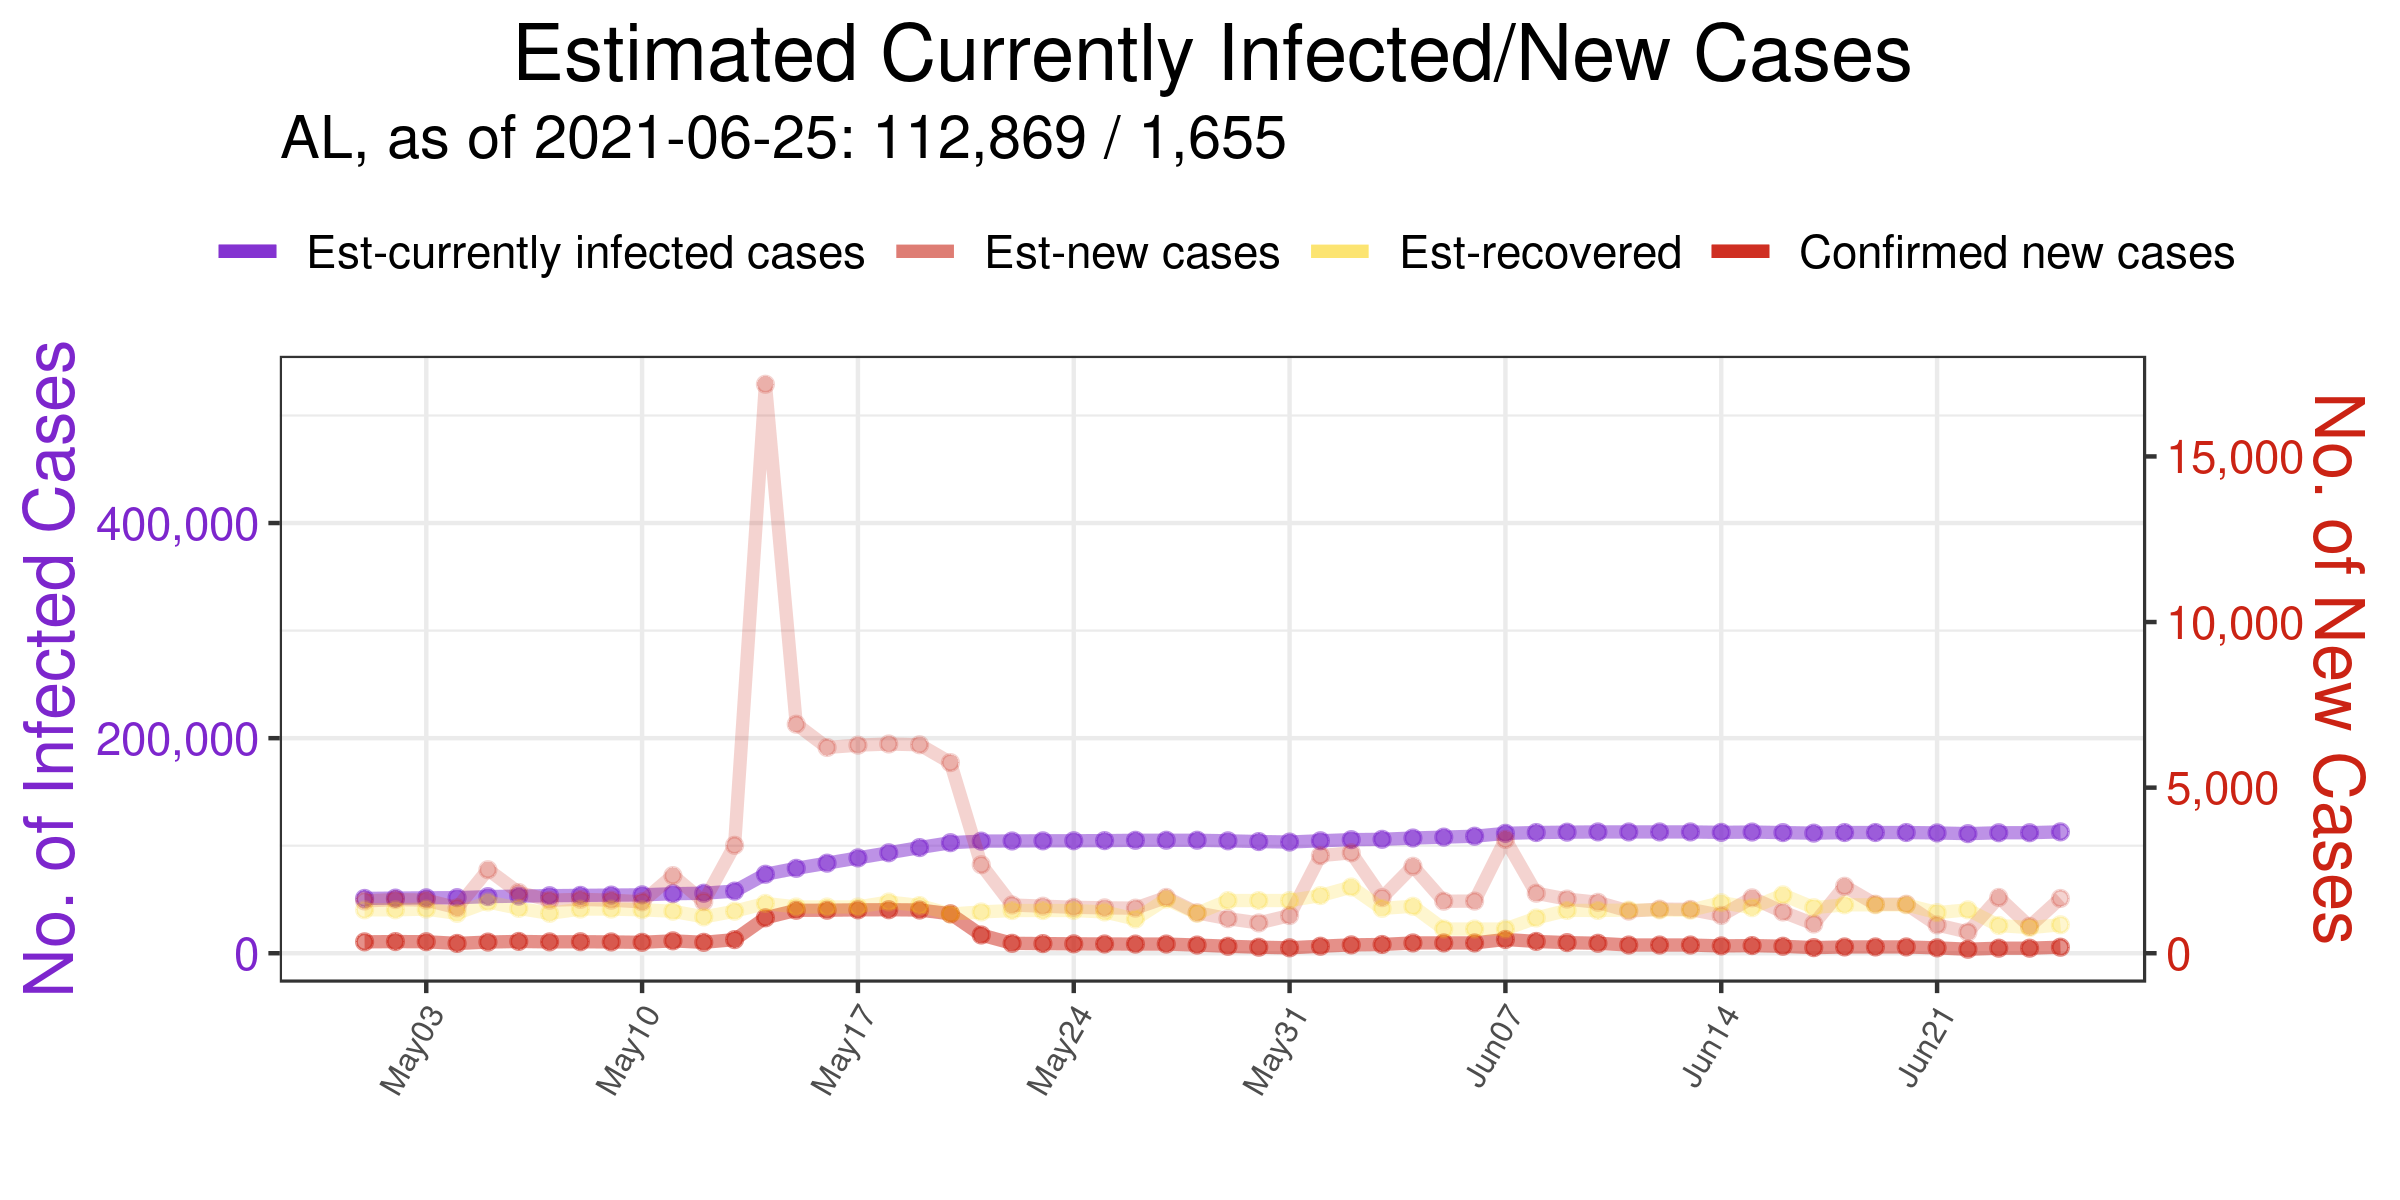 Estimated Currently Infected/New Cases
AL, as of 2021-06-25: 112,869 / 1,655
Est-currently infected cases Est-new cases Est-recovered Confirmed new cases
No. of Infected Cases
400,000
200,000
0
15,000
10,000
5,000
0
No. of New Cases
May03 May10 May17 May24 May31 Jun07 Jun14 Jun21